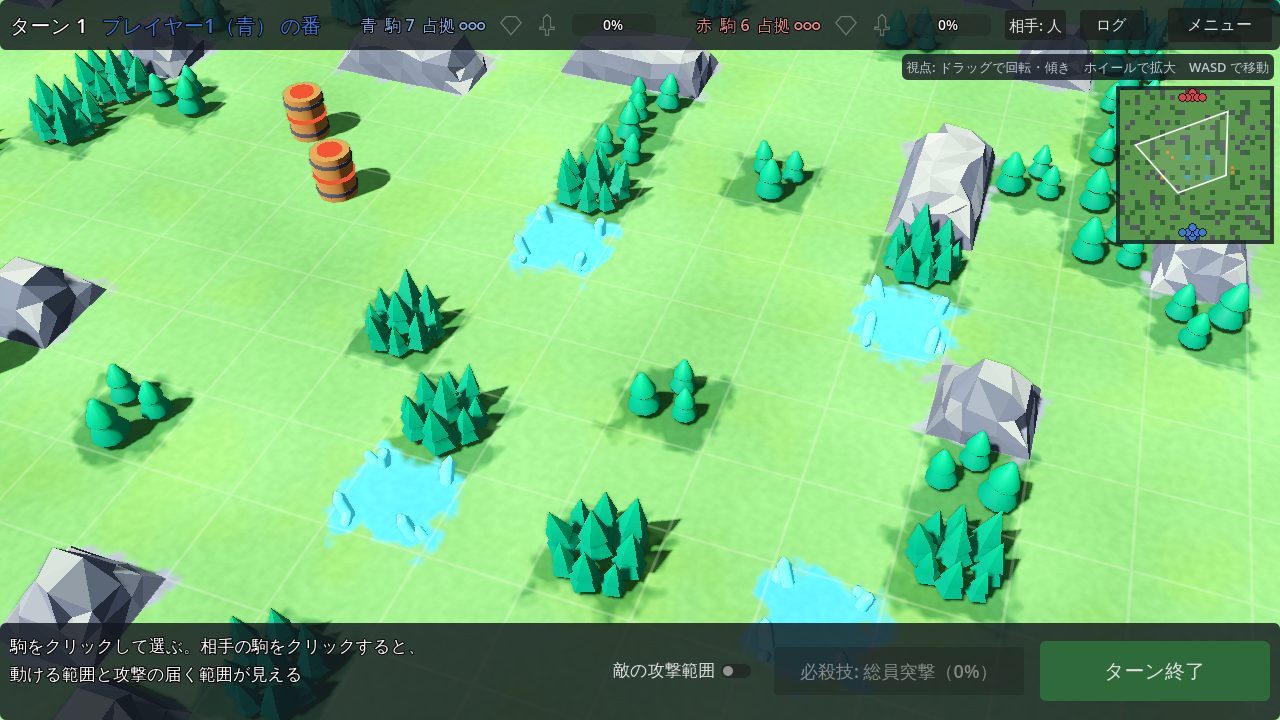 ターン 1 プレイヤー1（青）の番 青 駒 7 占拠 0% 赤 駒 6 占拠 0% 相手: 人 ログ メニュー
視点: ドラッグで回転・傾き ホイールで拡大 WASD で移動
駒をクリックして選ぶ。相手の駒をクリックすると、
動ける範囲と攻撃の届く範囲が見える
敵の攻撃範囲 必殺技: 総員突撃（0%） ターン終了